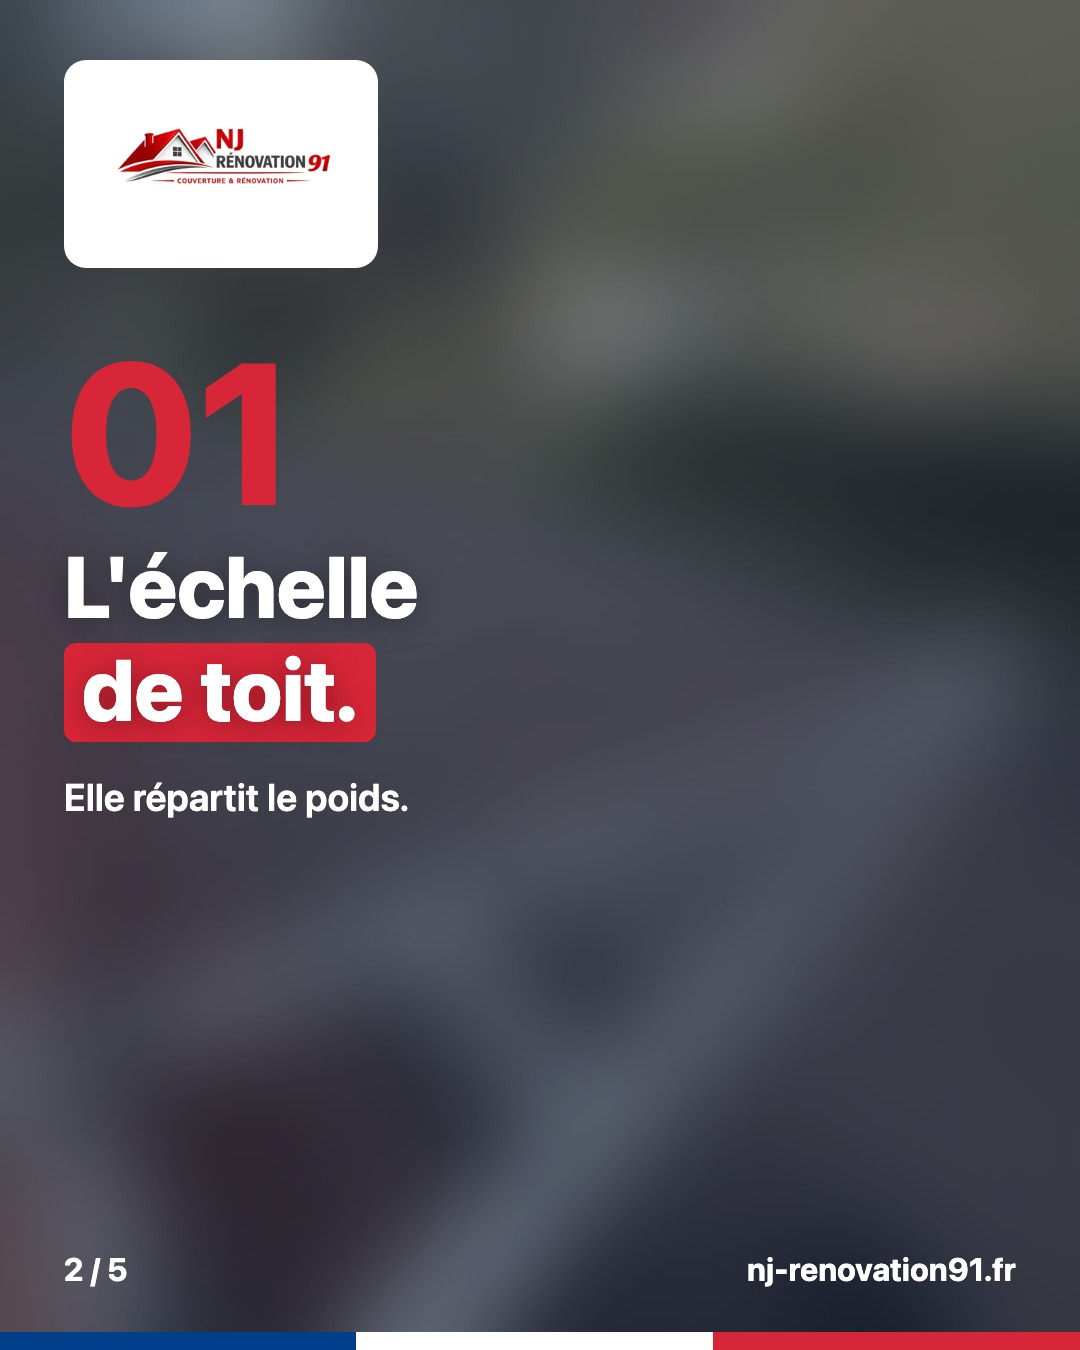 NJ
RÉNOVATION 91
COUVERTURE & RÉNOVATION
01
L'échelle
de toit.
Elle répartit le poids.
2 / 5
nj-renovation91.fr